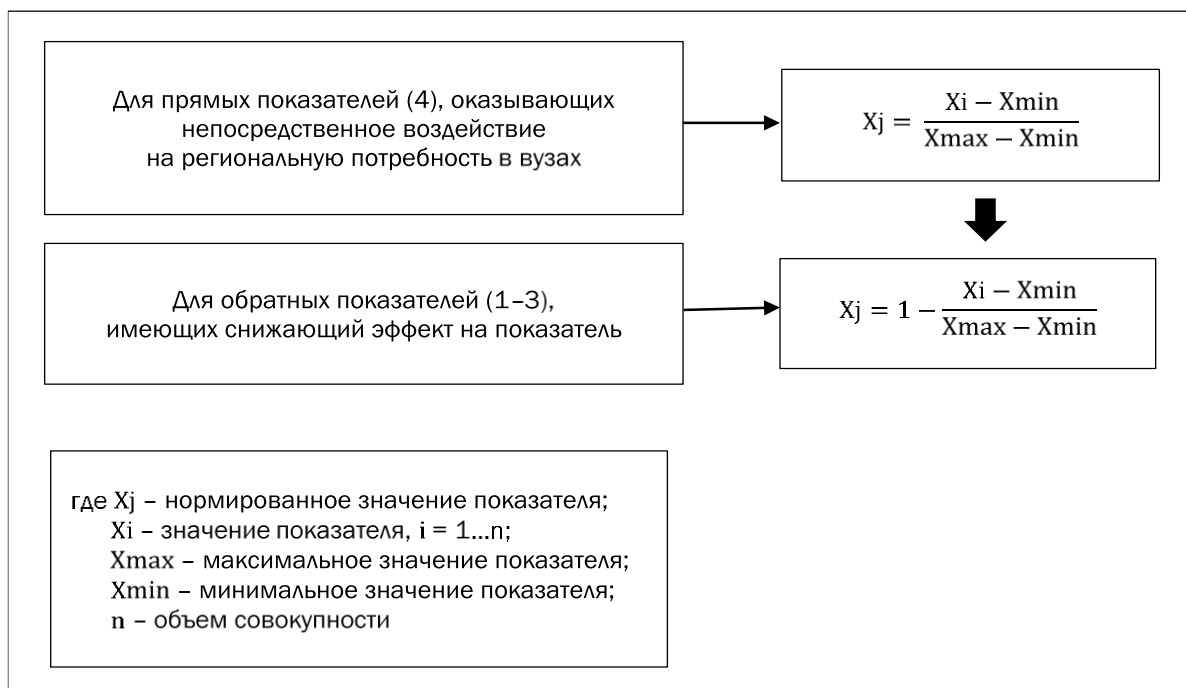 Для прямых показателей (4), оказывающих
непосредственное воздействие
на региональную потребность в вузах
Xj = (Xi − Xmin) / (Xmax − Xmin)
Для обратных показателей (1–3),
имеющих снижающий эффект на показатель
Xj = 1 − (Xi − Xmin) / (Xmax − Xmin)
где Xj – нормированное значение показателя;
Xi – значение показателя, i = 1...n;
Xmax – максимальное значение показателя;
Xmin – минимальное значение показателя;
n – объем совокупности